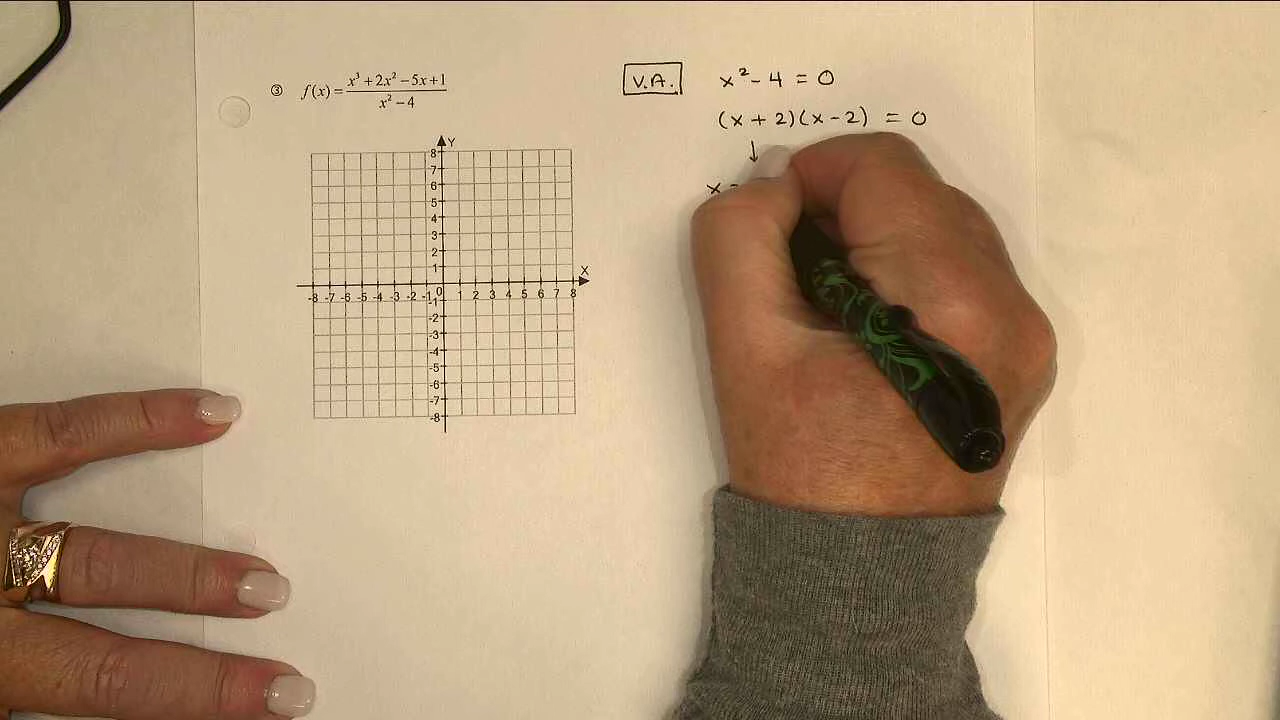 ③ f(x) = (x³ + 2x² − 5x + 1)/(x² − 4)
Y
8
7
6
5
4
3
2
1
X
-8 -7 -6 -5 -4 -3 -2 -1 0 1 2 3 4 5 6 7 8
-1
-2
-3
-4
-5
-6
-7
-8
V.A. x² - 4 = 0
(x + 2)(x - 2) = 0
↓
x =